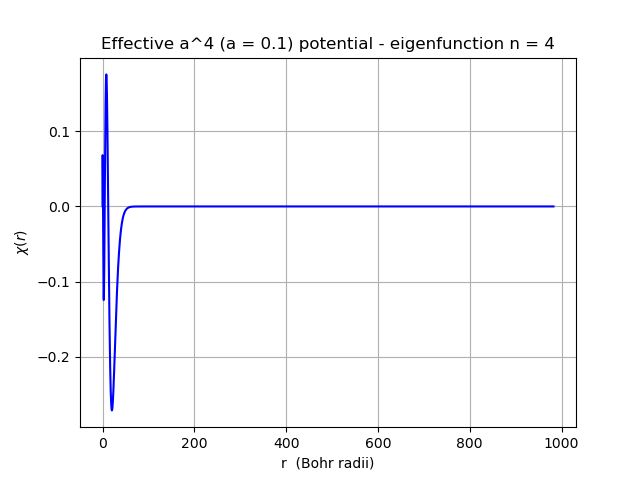 Effective a^4 (a = 0.1) potential - eigenfunction n = 4
0.1
0.0
−0.1
−0.2
χ(r)
0 200 400 600 800 1000
r (Bohr radii)